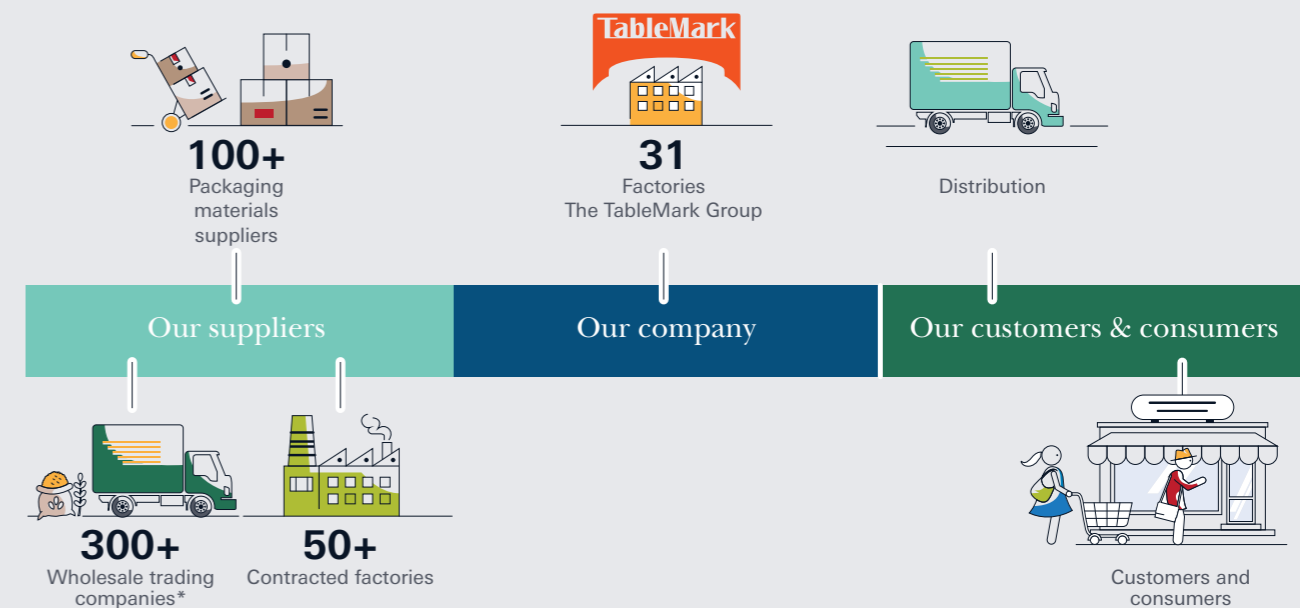 TableMark
100+
Packaging
materials
suppliers
31
Factories
The TableMark Group
Distribution
Our suppliers
Our company
Our customers & consumers
300+
Wholesale trading
companies*
50+
Contracted factories
Customers and
consumers